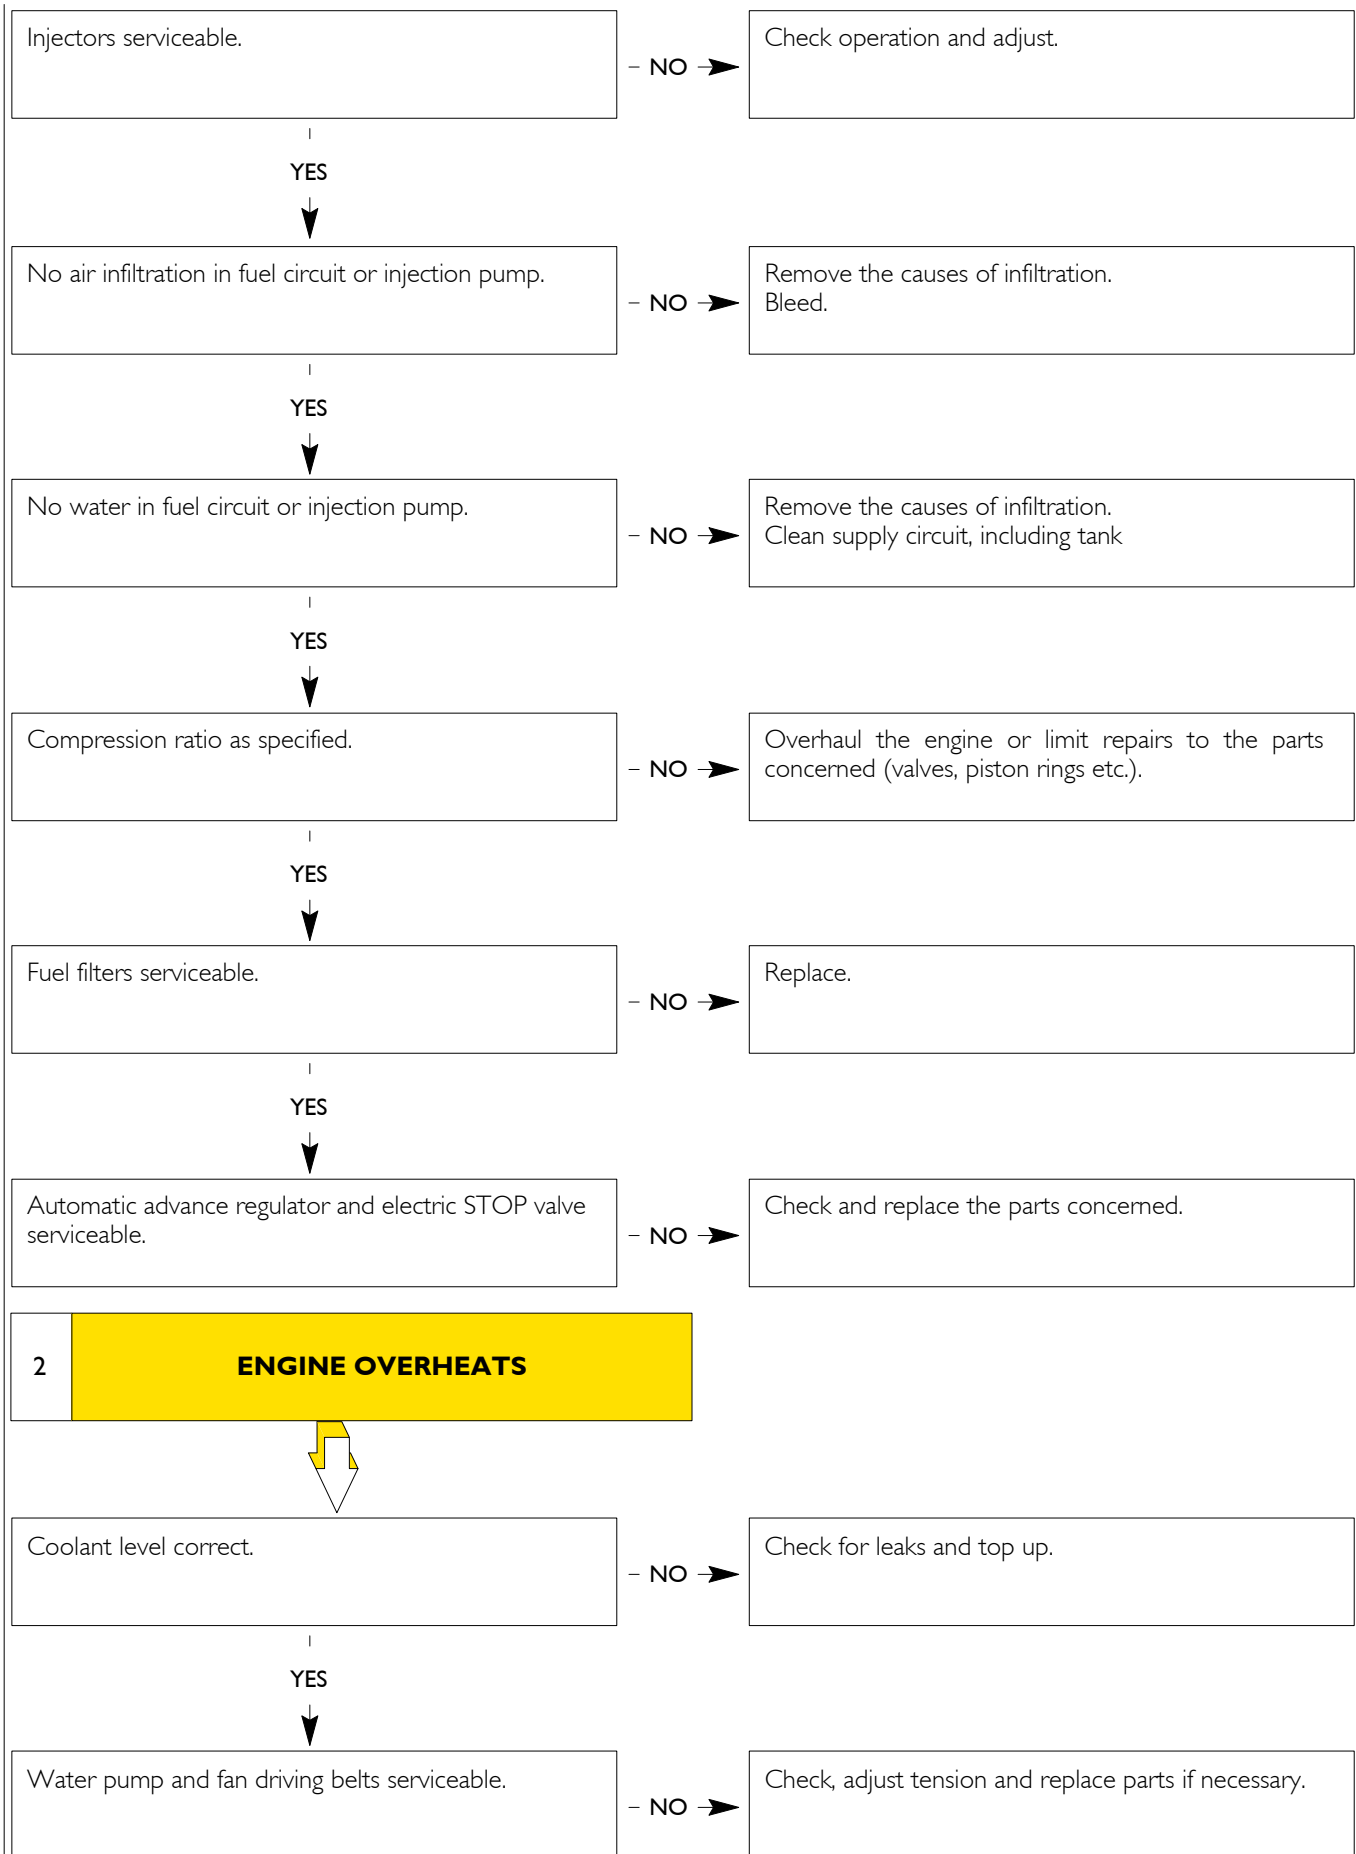 Injectors serviceable.
NO
Check operation and adjust.
YES
No air infiltration in fuel circuit or injection pump.
NO
Remove the causes of infiltration.
Bleed.
YES
No water in fuel circuit or injection pump.
NO
Remove the causes of infiltration.
Clean supply circuit, including tank
YES
Compression ratio as specified.
NO
Overhaul the engine or limit repairs to the parts
concerned (valves, piston rings etc.).
YES
Fuel filters serviceable.
NO
Replace.
YES
Automatic advance regulator and electric STOP valve
serviceable.
NO
Check and replace the parts concerned.
2 ENGINE OVERHEATS
Coolant level correct.
NO
Check for leaks and top up.
YES
Water pump and fan driving belts serviceable.
NO
Check, adjust tension and replace parts if necessary.